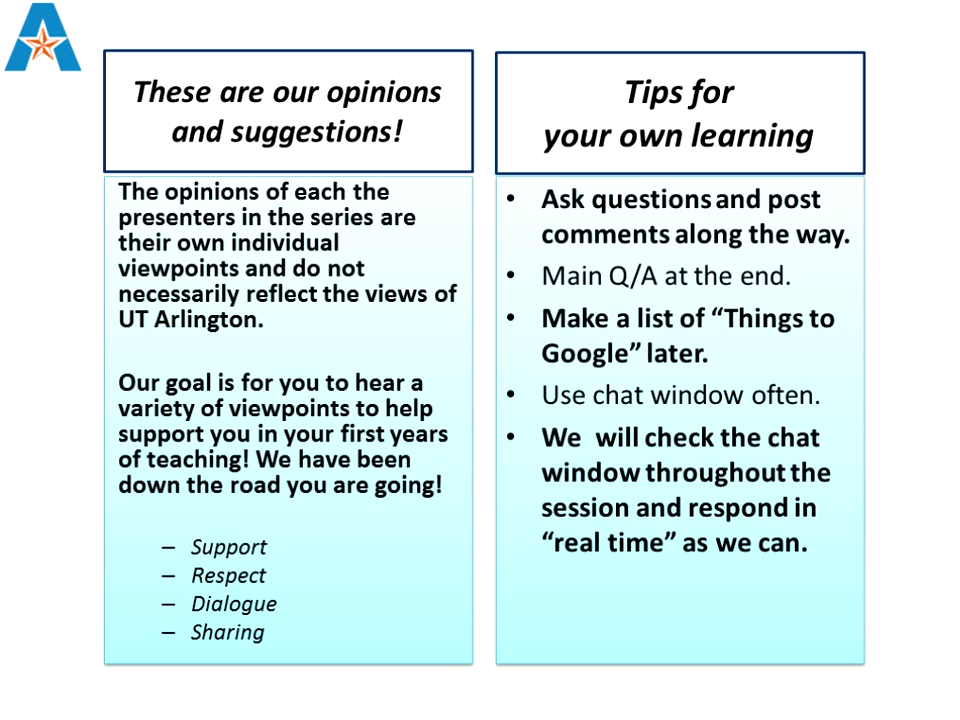 These are our opinions
and suggestions!
The opinions of each the
presenters in the series are
their own individual
viewpoints and do not
necessarily reflect the views of
UT Arlington.
Our goal is for you to hear a
variety of viewpoints to help
support you in your first years
of teaching! We have been
down the road you are going!
– Support
– Respect
– Dialogue
– Sharing
Tips for
your own learning
• Ask questions and post
comments along the way.
• Main Q/A at the end.
• Make a list of “Things to
Google” later.
• Use chat window often.
• We will check the chat
window throughout the
session and respond in
“real time” as we can.